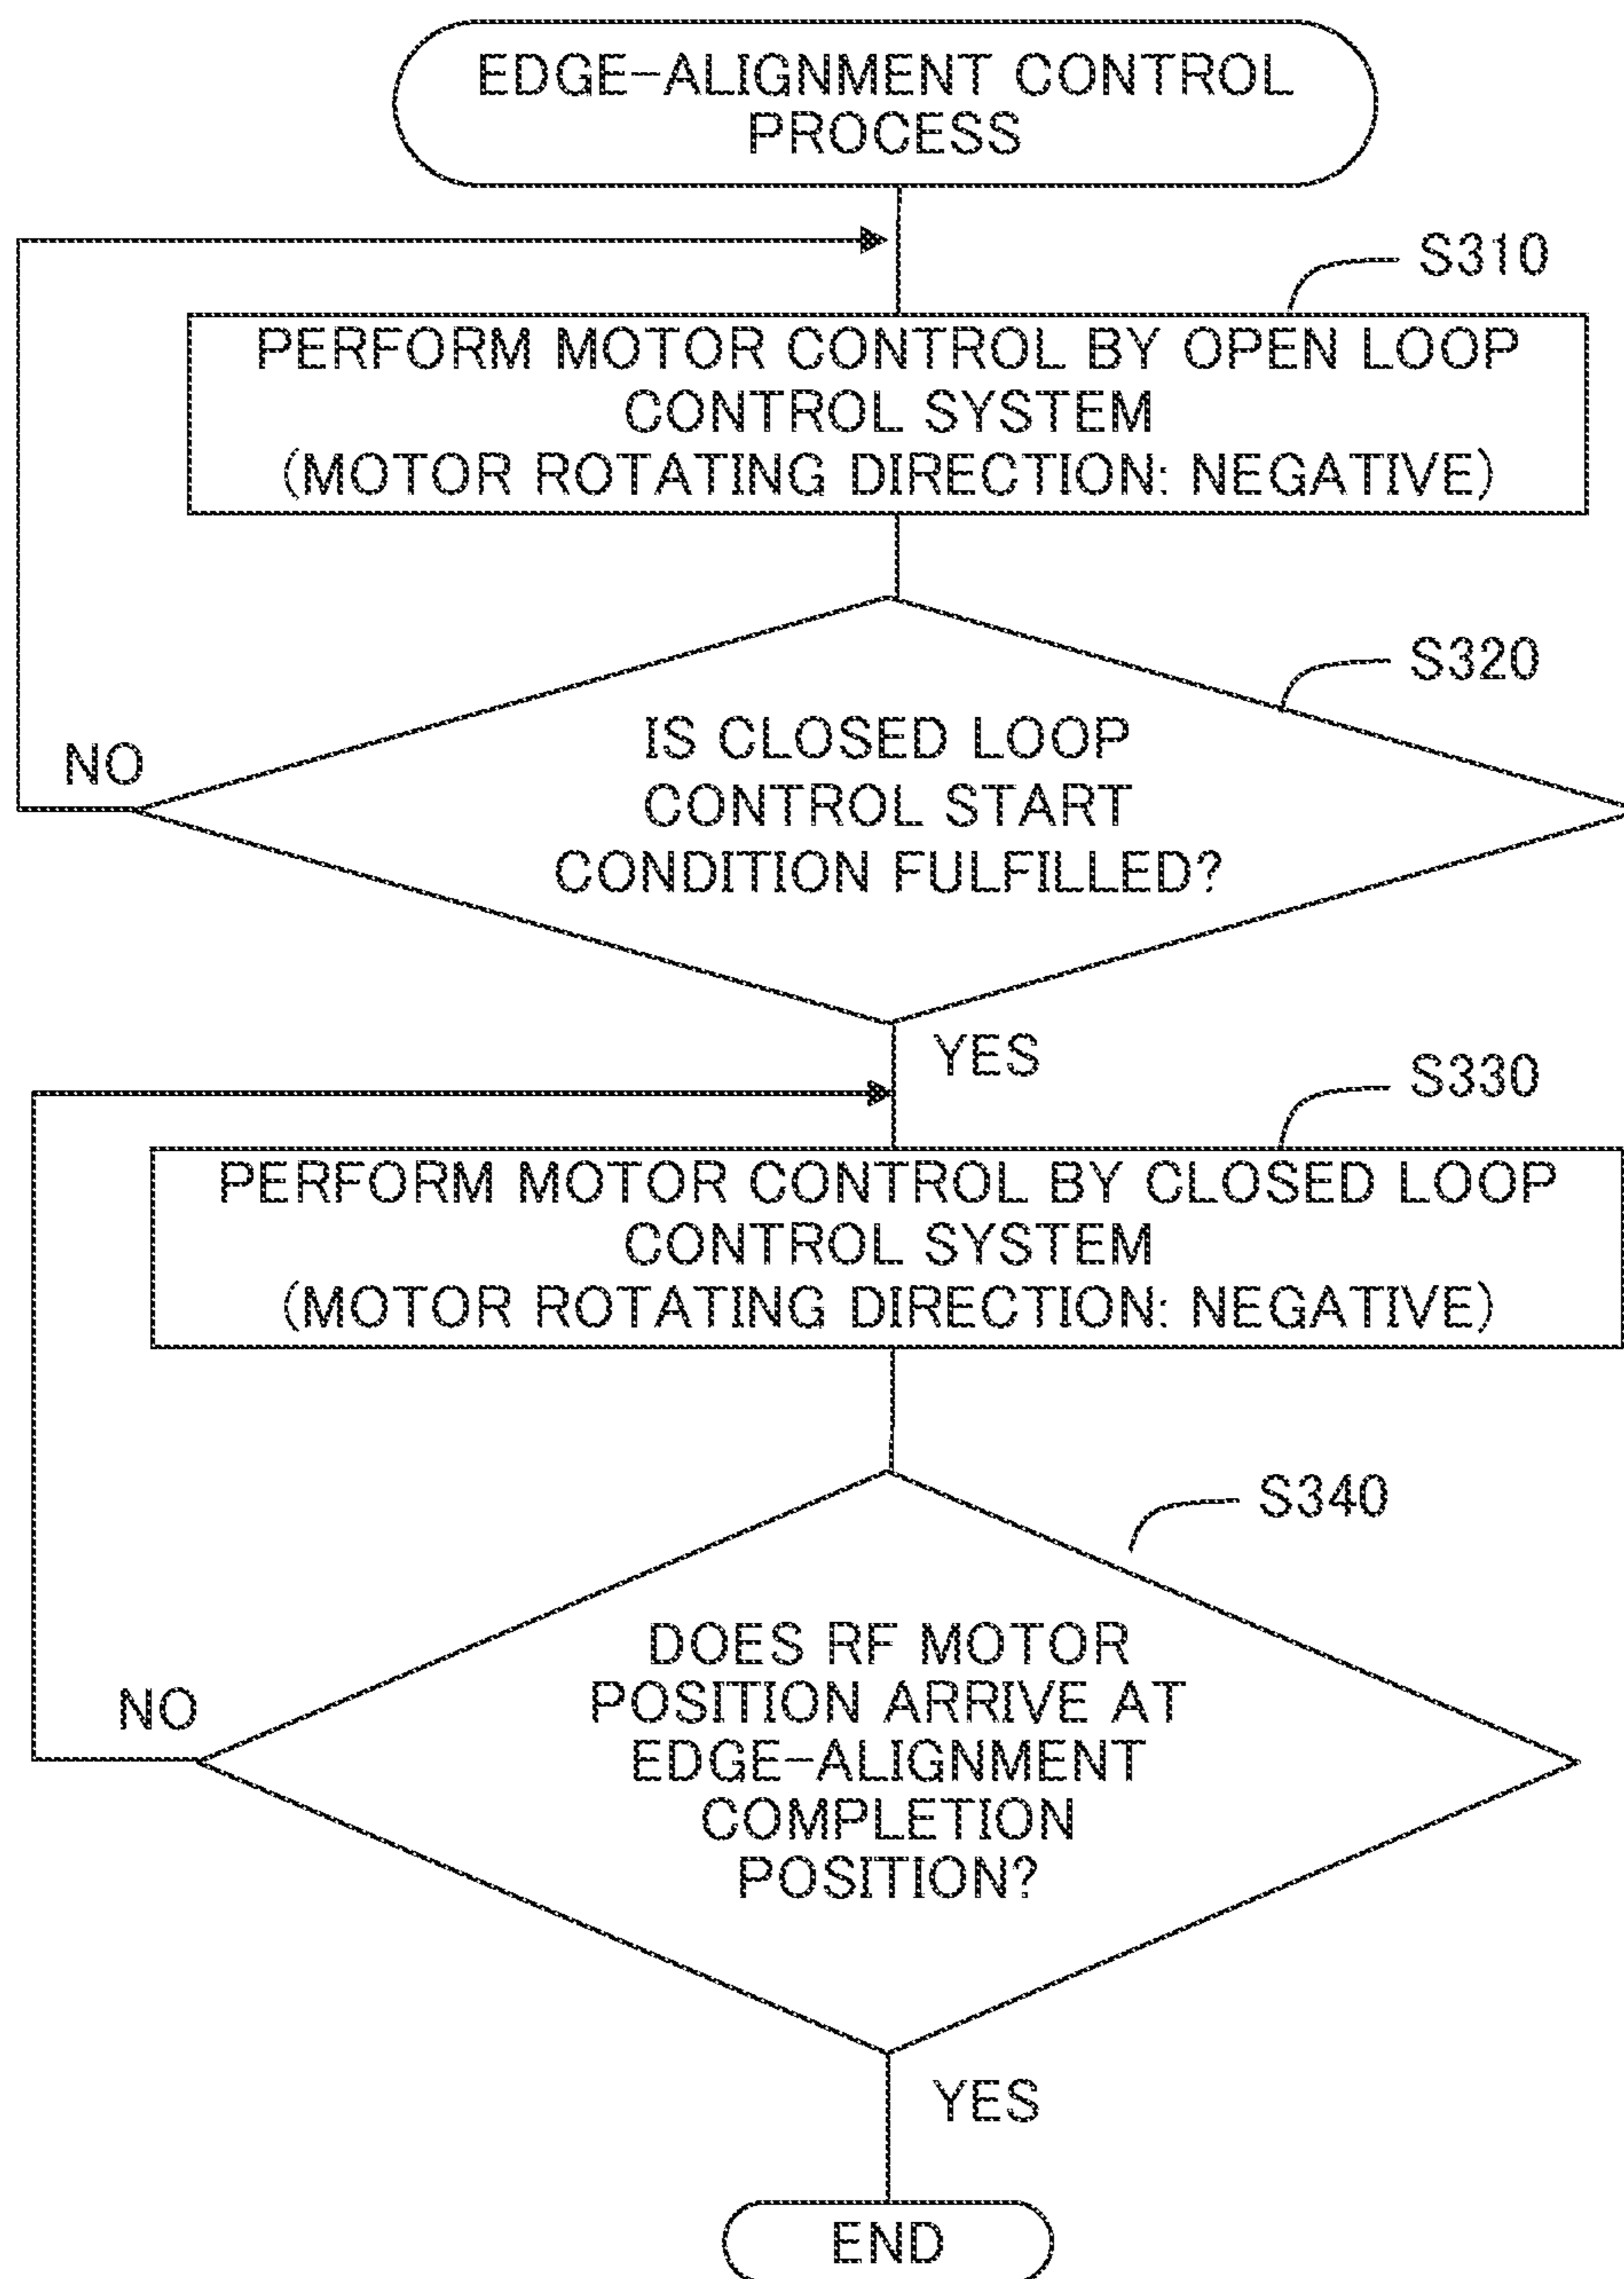 EDGE-ALIGNMENT CONTROL
PROCESS
S310
PERFORM MOTOR CONTROL BY OPEN LOOP
CONTROL SYSTEM
(MOTOR ROTATING DIRECTION: NEGATIVE)
S320
IS CLOSED LOOP
CONTROL START
CONDITION FULFILLED?
NO
YES
S330
PERFORM MOTOR CONTROL BY CLOSED LOOP
CONTROL SYSTEM
(MOTOR ROTATING DIRECTION: NEGATIVE)
S340
DOES RF MOTOR
POSITION ARRIVE AT
EDGE-ALIGNMENT
COMPLETION
POSITION?
NO
YES
END